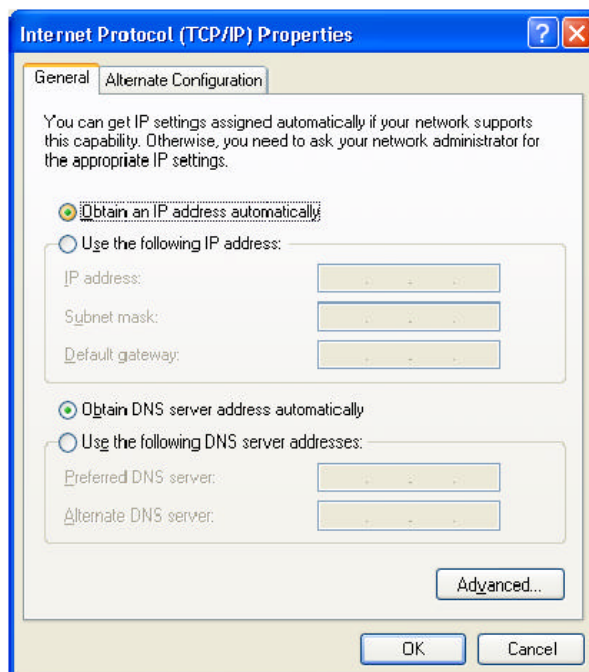 Internet Protocol (TCP/IP) Properties
General
Alternate Configuration
You can get IP settings assigned automatically if your network supports
this capability. Otherwise, you need to ask your network administrator for
the appropriate IP settings.
Obtain an IP address automatically
Use the following IP address:
IP address:
Subnet mask:
Default gateway:
Obtain DNS server address automatically
Use the following DNS server addresses:
Preferred DNS server:
Alternate DNS server:
Advanced...
OK
Cancel